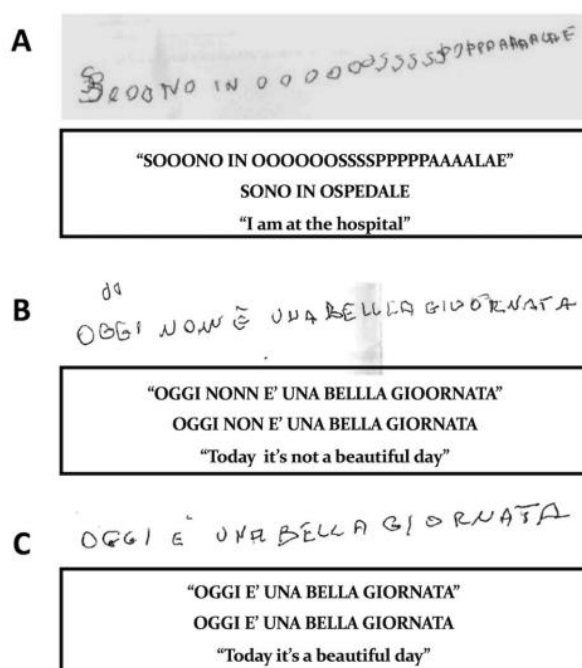 A
SOOONO IN OOOOOOSSSSSPPPPPAAAAALALE
"SOOONO IN OOOOOOSSSSPPPPPAAAALAE"
SONO IN OSPEDALE
"I am at the hospital"
B
OGGI NONN È UNA BELLLA GIOORNATA
"OGGI NONN E' UNA BELLLA GIOORNATA"
OGGI NON E' UNA BELLA GIORNATA
"Today it's not a beautiful day"
C
OGGI E' UNA BELLA GIORNATA
"OGGI E' UNA BELLA GIORNATA"
OGGI E' UNA BELLA GIORNATA
"Today it's a beautiful day"